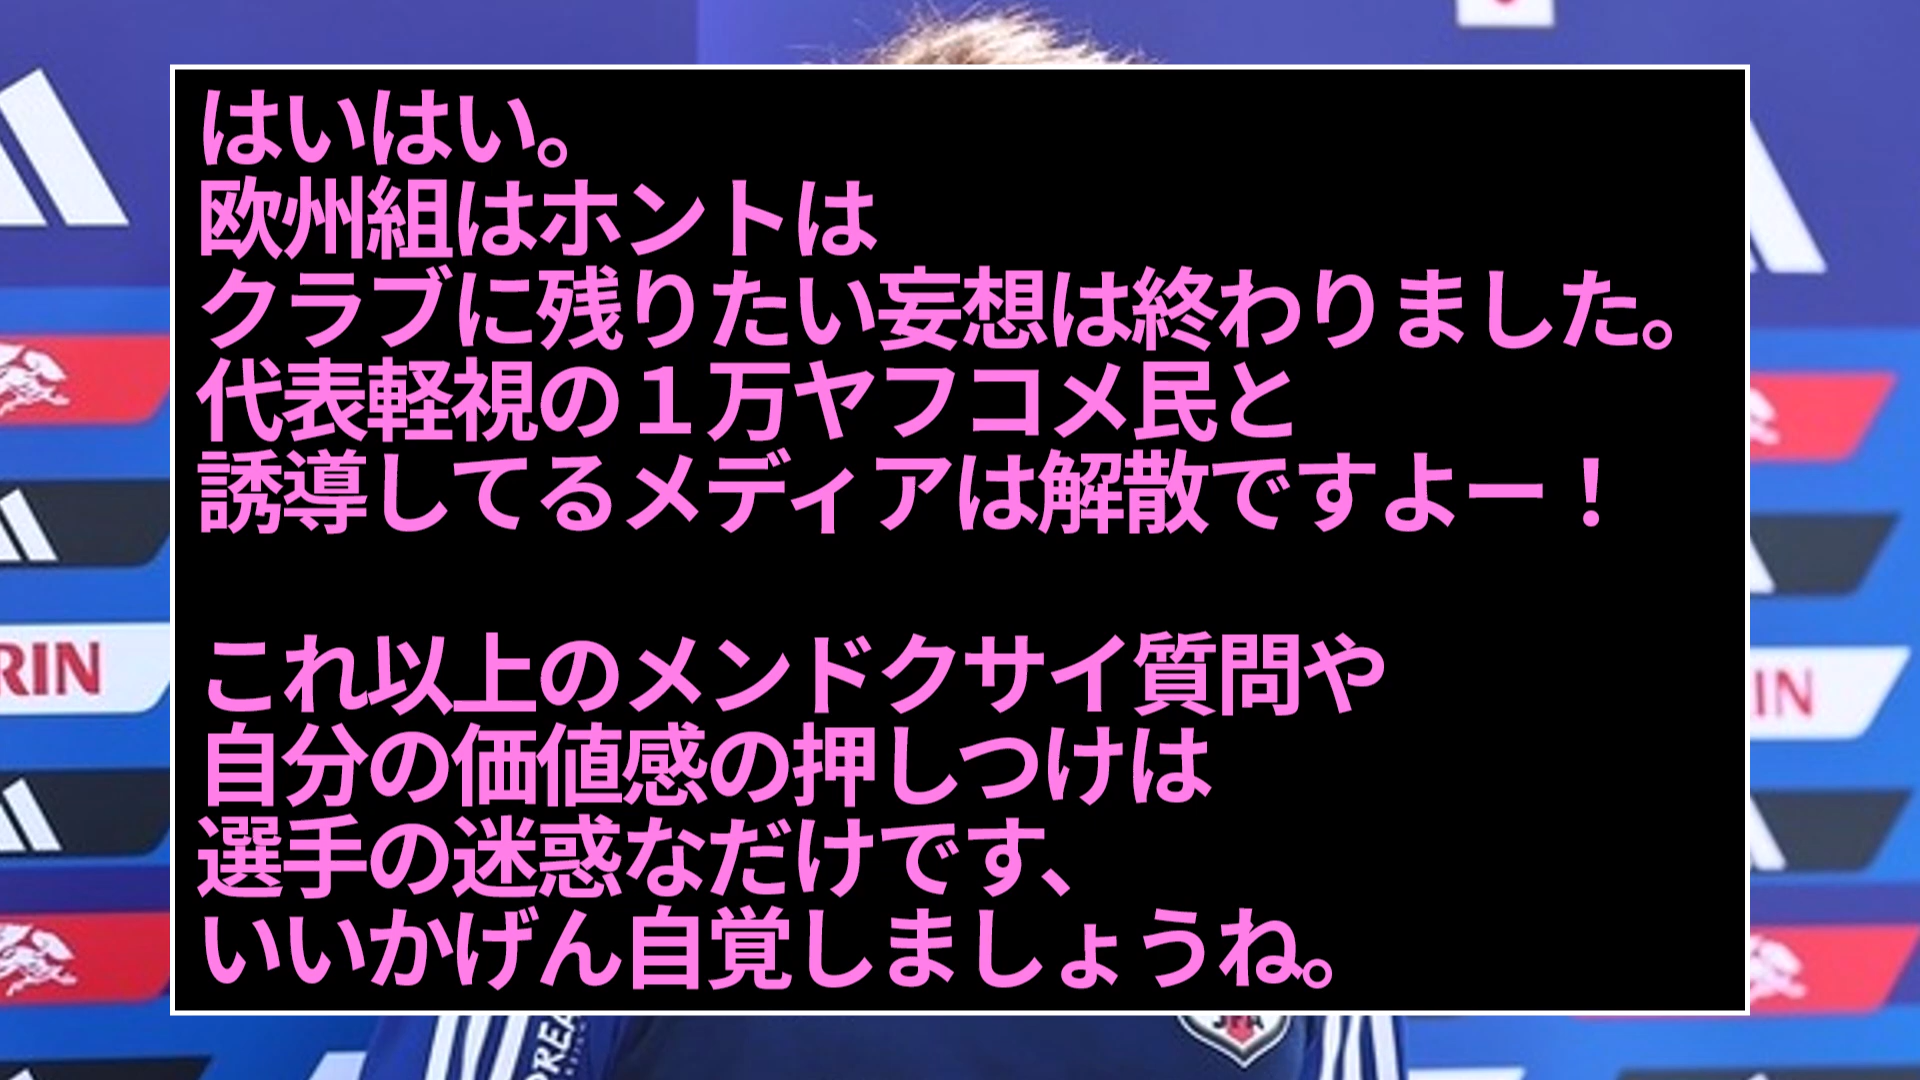 はいはい。
欧州組はホントは
クラブに残りたい妄想は終わりました。
代表軽視の１万ヤフコメ民と
誘導してるメディアは解散ですよー！
これ以上のメンドクサイ質問や
自分の価値感の押しつけは
選手の迷惑なだけです、
いいかげん自覚しましょうね。
RIN
IN
DREA
JFA